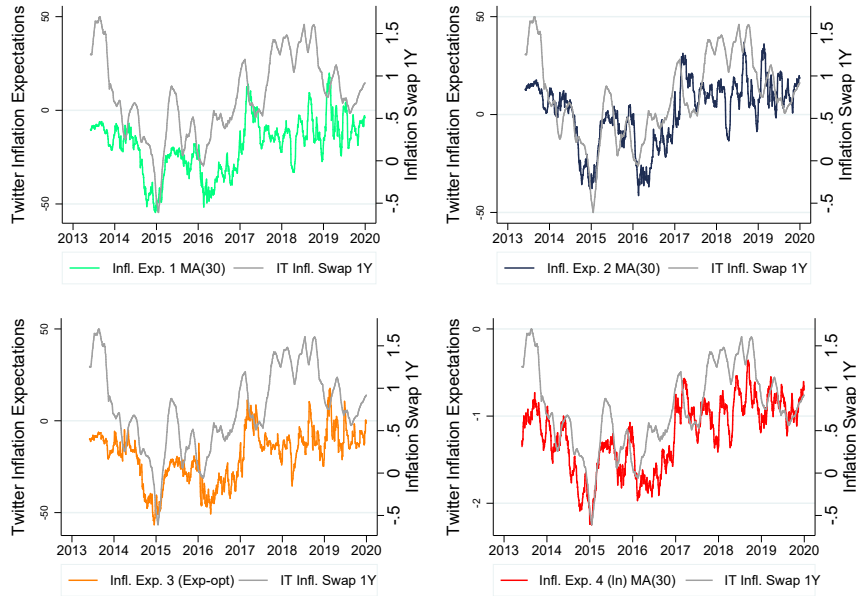 Twitter Inflation Expectations
50
0
-50
1.5
1
.5
0
-.5
Inflation Swap 1Y
2013 2014 2015 2016 2017 2018 2019 2020
Infl. Exp. 1 MA(30) IT Infl. Swap 1Y
Twitter Inflation Expectations
50
0
-50
1.5
1
.5
0
-.5
Inflation Swap 1Y
2013 2014 2015 2016 2017 2018 2019 2020
Infl. Exp. 2 MA(30) IT Infl. Swap 1Y
Twitter Inflation Expectations
50
0
-50
1.5
1
.5
0
-.5
Inflation Swap 1Y
2013 2014 2015 2016 2017 2018 2019 2020
Infl. Exp. 3 (Exp-opt) IT Infl. Swap 1Y
Twitter Inflation Expectations
-0
-1
-2
1.5
1
.5
0
-.5
Inflation Swap 1Y
2013 2014 2015 2016 2017 2018 2019 2020
Infl. Exp. 4 (ln) MA(30) IT Infl. Swap 1Y